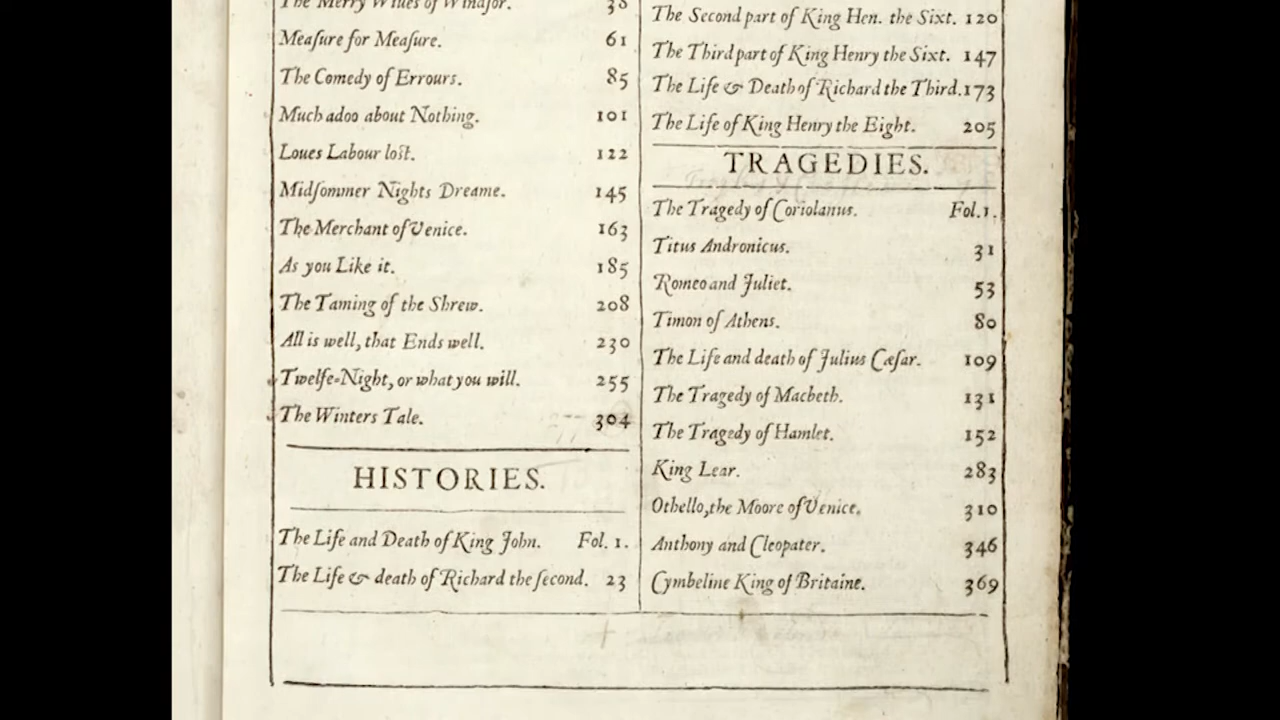 The Merry Wiues of Windsor. 38
Meaſure for Meaſure. 61
The Comedy of Errours. 85
Much adoo about Nothing. 101
Loues Labour lost. 122
Midſommer Nights Dreame. 145
The Merchant of Venice. 163
As you Like it. 185
The Taming of the Shrew. 208
All is well, that Ends well. 230
Twelfe-Night, or what you will. 255
The Winters Tale. 304
HISTORIES.
The Life and Death of King John. Fol. 1.
The Life & death of Richard the ſecond. 23
The Second part of King Hen. the Sixt. 120
The Third part of King Henry the Sixt. 147
The Life & Death of Richard the Third. 173
The Life of King Henry the Eight. 205
TRAGEDIES.
The Tragedy of Coriolanus. Fol. 1.
Titus Andronicus. 31
Romeo and Juliet. 53
Timon of Athens. 80
The Life and death of Julius Cæſar. 109
The Tragedy of Macbeth. 131
The Tragedy of Hamlet. 152
King Lear. 283
Othello, the Moore of Venice. 310
Anthony and Cleopater. 346
Cymbeline King of Britaine. 369